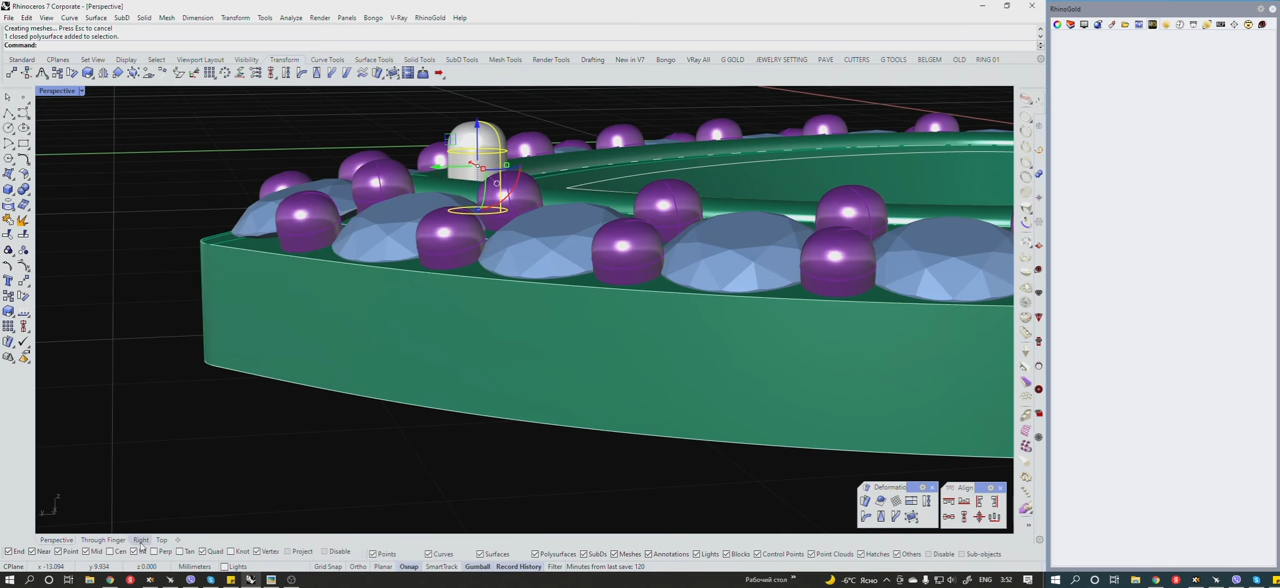 Rhinoceros 7 Corporate - [Perspective]
RhinoGold
File Edit View Curve Surface SubD Solid Mesh Dimension Transform Tools Analyze Render Panels Bongo V-Ray RhinoGold Help
Creating meshes... Press Esc to cancel
1 closed polysurface added to selection.
Command:
Standard CPlanes Set View Display Select Viewport Layout Visibility Transform Curve Tools Surface Tools Solid Tools SubD Tools Mesh Tools Render Tools Drafting New in V7 Bongo VRay All G GOLD JEWELRY SETTING PAVE CUTTERS G TOOLS BELGEM OLD RING 01
Perspective
Deformatio
Align
z
y
Perspective Through Finger Right Top
End Near Point Mid Cen Perp Tan Quad Knot Vertex Project Disable Points Curves Surfaces Polysurfaces SubDs Meshes Annotations Lights Blocks Control Points Point Clouds Hatches Others Disable Sub-objects
CPlane x -13.094 y 9.934 z 0.000 Millimeters Lights Grid Snap Ortho Planar Osnap SmartTrack Gumball Record History Filter Minutes from last save: 120
Рабочий стол -6°C Ясно ENG 3:52